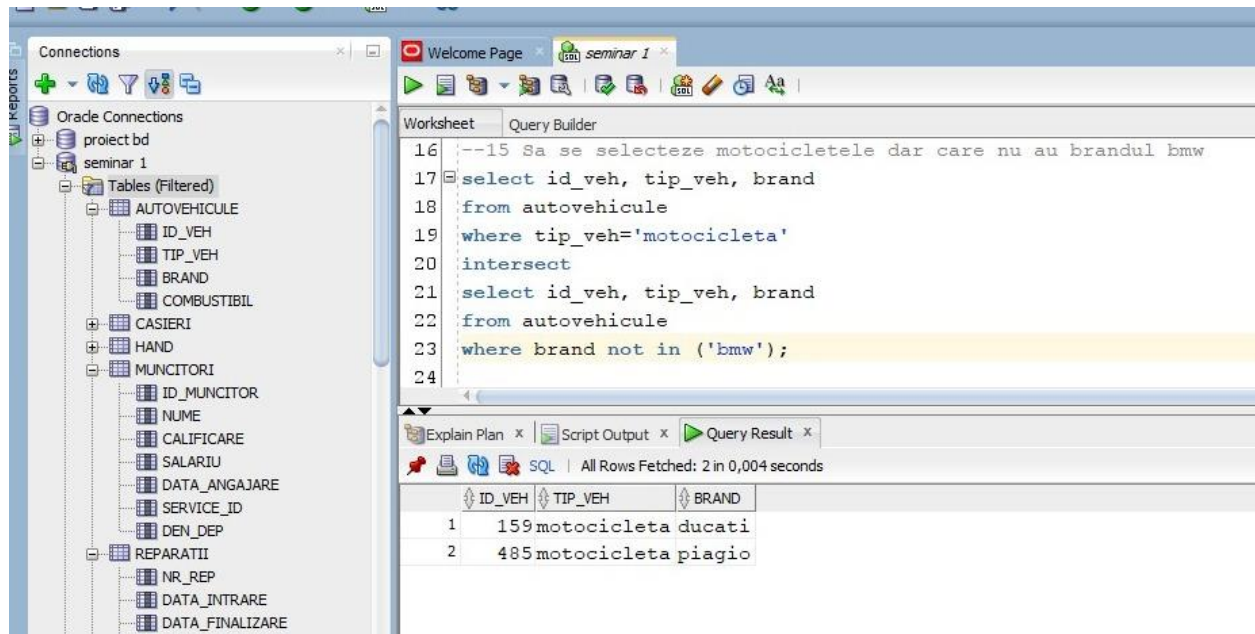 Connections
Reports
Oracle Connections
proiect bd
seminar 1
Tables (Filtered)
AUTOVEHICULE
ID_VEH
TIP_VEH
BRAND
COMBUSTIBIL
CASIERI
HAND
MUNCITORI
ID_MUNCITOR
NUME
CALIFICARE
SALARIU
DATA_ANGAJARE
SERVICE_ID
DEN_DEP
REPARATII
NR_REP
DATA_INTRARE
DATA_FINALIZARE
Welcome Page seminar 1
Worksheet Query Builder
16 --15 Sa se selecteze motocicletele dar care nu au brandul bmw
17 select id_veh, tip_veh, brand
18 from autovehicule
19 where tip_veh='motocicleta'
20 intersect
21 select id_veh, tip_veh, brand
22 from autovehicule
23 where brand not in ('bmw');
24
Explain Plan x Script Output x Query Result x
SQL | All Rows Fetched: 2 in 0,004 seconds
ID_VEH TIP_VEH BRAND
1 159 motocicleta ducati
2 485 motocicleta piagio